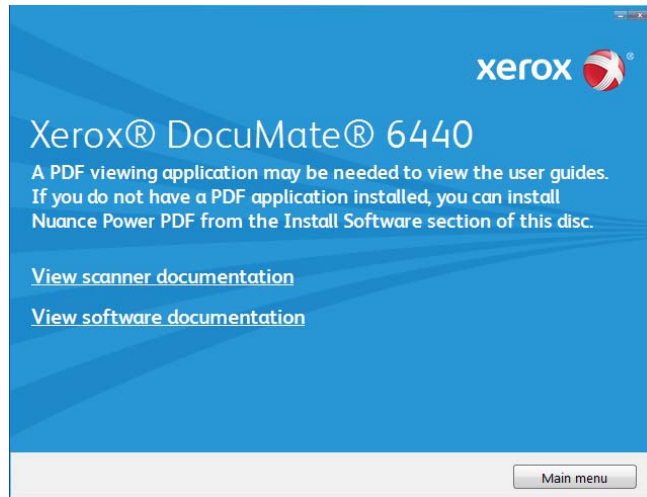 xerox ®
Xerox® DocuMate® 6440
A PDF viewing application may be needed to view the user guides.
If you do not have a PDF application installed, you can install
Nuance Power PDF from the Install Software section of this disc.
View scanner documentation
View software documentation
Main menu